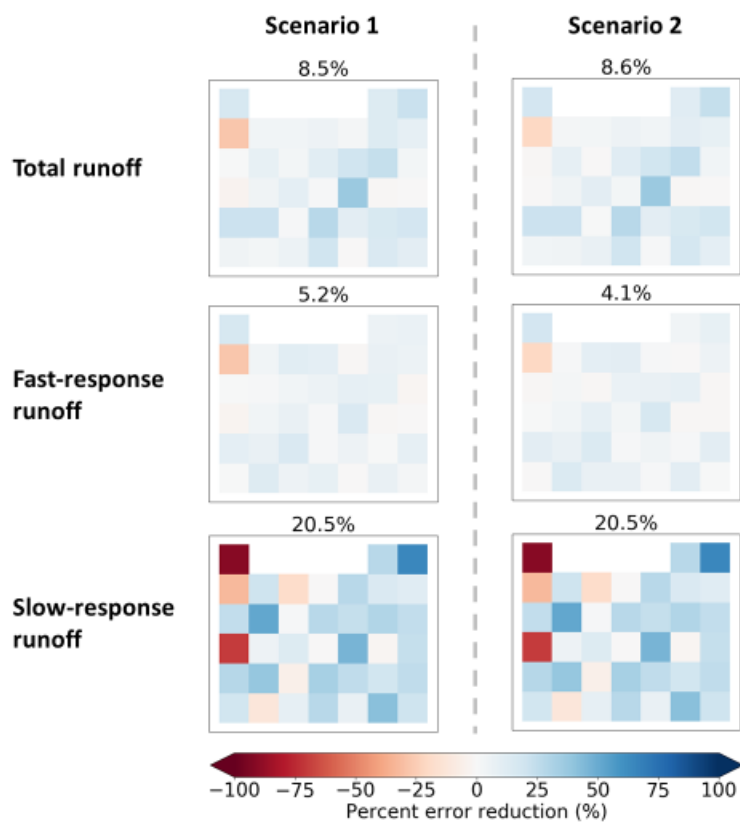 Scenario 1
Scenario 2
8.5%
8.6%
Total runoff
5.2%
4.1%
Fast-response
runoff
20.5%
20.5%
Slow-response
runoff
−100 −75 −50 −25 0 25 50 75 100
Percent error reduction (%)